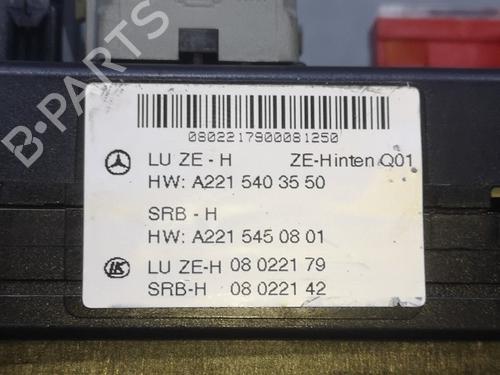 0802217900081250
LU ZE - H ZE-Hinten Q01
HW: A221 540 35 50
SRB - H
HW: A221 545 08 01
LK LU ZE-H 08 0221 79
SRB-H 08 0221 42
B-PARTS